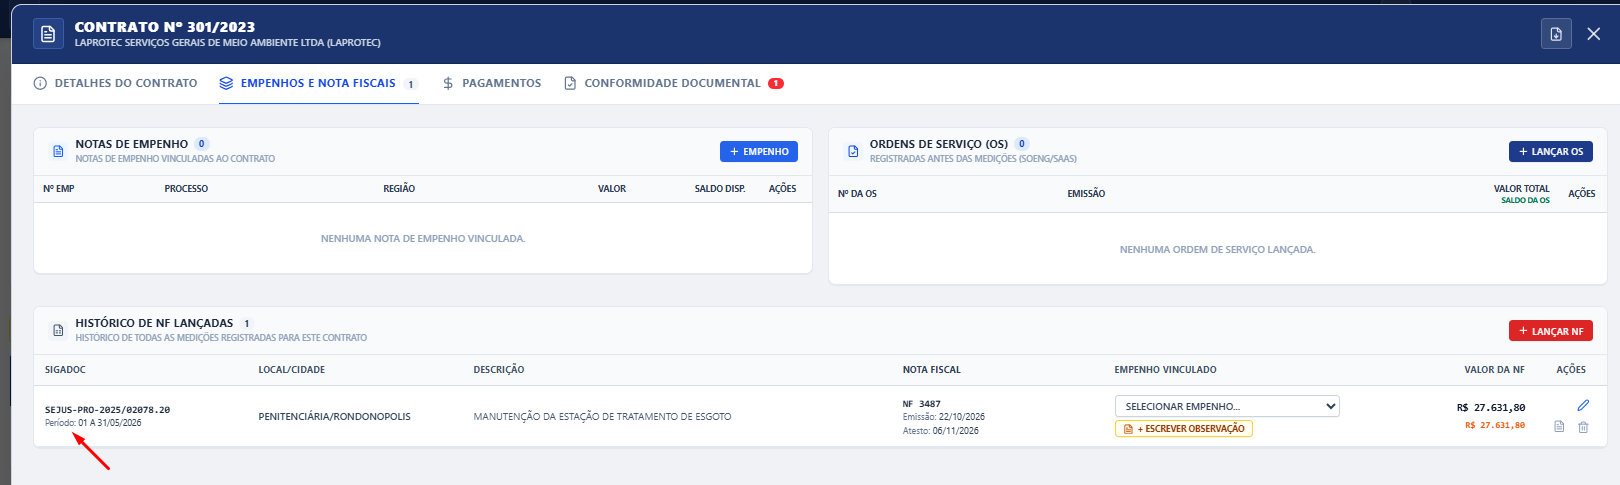 CONTRATO Nº 301/2023
LAPROTEC SERVIÇOS GERAIS DE MEIO AMBIENTE LTDA (LAPROTEC)
DETALHES DO CONTRATO
EMPENHOS E NOTA FISCAIS 1
PAGAMENTOS
CONFORMIDADE DOCUMENTAL 1
NOTAS DE EMPENHO 0
NOTAS DE EMPENHO VINCULADAS AO CONTRATO
+ EMPENHO
Nº EMP PROCESSO REGIÃO VALOR SALDO DISP. AÇÕES
NENHUMA NOTA DE EMPENHO VINCULADA.
ORDENS DE SERVIÇO (OS) 0
REGISTRADAS ANTES DAS MEDIÇÕES (SOENG/SAAS)
+ LANÇAR OS
Nº DA OS EMISSÃO VALOR TOTAL AÇÕES
SALDO DA OS
NENHUMA ORDEM DE SERVIÇO LANÇADA.
HISTÓRICO DE NF LANÇADAS 1
HISTÓRICO DE TODAS AS MEDIÇÕES REGISTRADAS PARA ESTE CONTRATO
+ LANÇAR NF
SIGADOC LOCAL/CIDADE DESCRIÇÃO NOTA FISCAL EMPENHO VINCULADO VALOR DA NF AÇÕES
SEJUS-PRO-2025/02078.20
Período: 01 A 31/05/2026
PENITENCIÁRIA/RONDONOPOLIS
MANUTENÇÃO DA ESTAÇÃO DE TRATAMENTO DE ESGOTO
NF 3487
Emissão: 22/10/2026
Atesto: 06/11/2026
SELECIONAR EMPENHO...
+ ESCREVER OBSERVAÇÃO
R$ 27.631,80
R$ 27.631,80